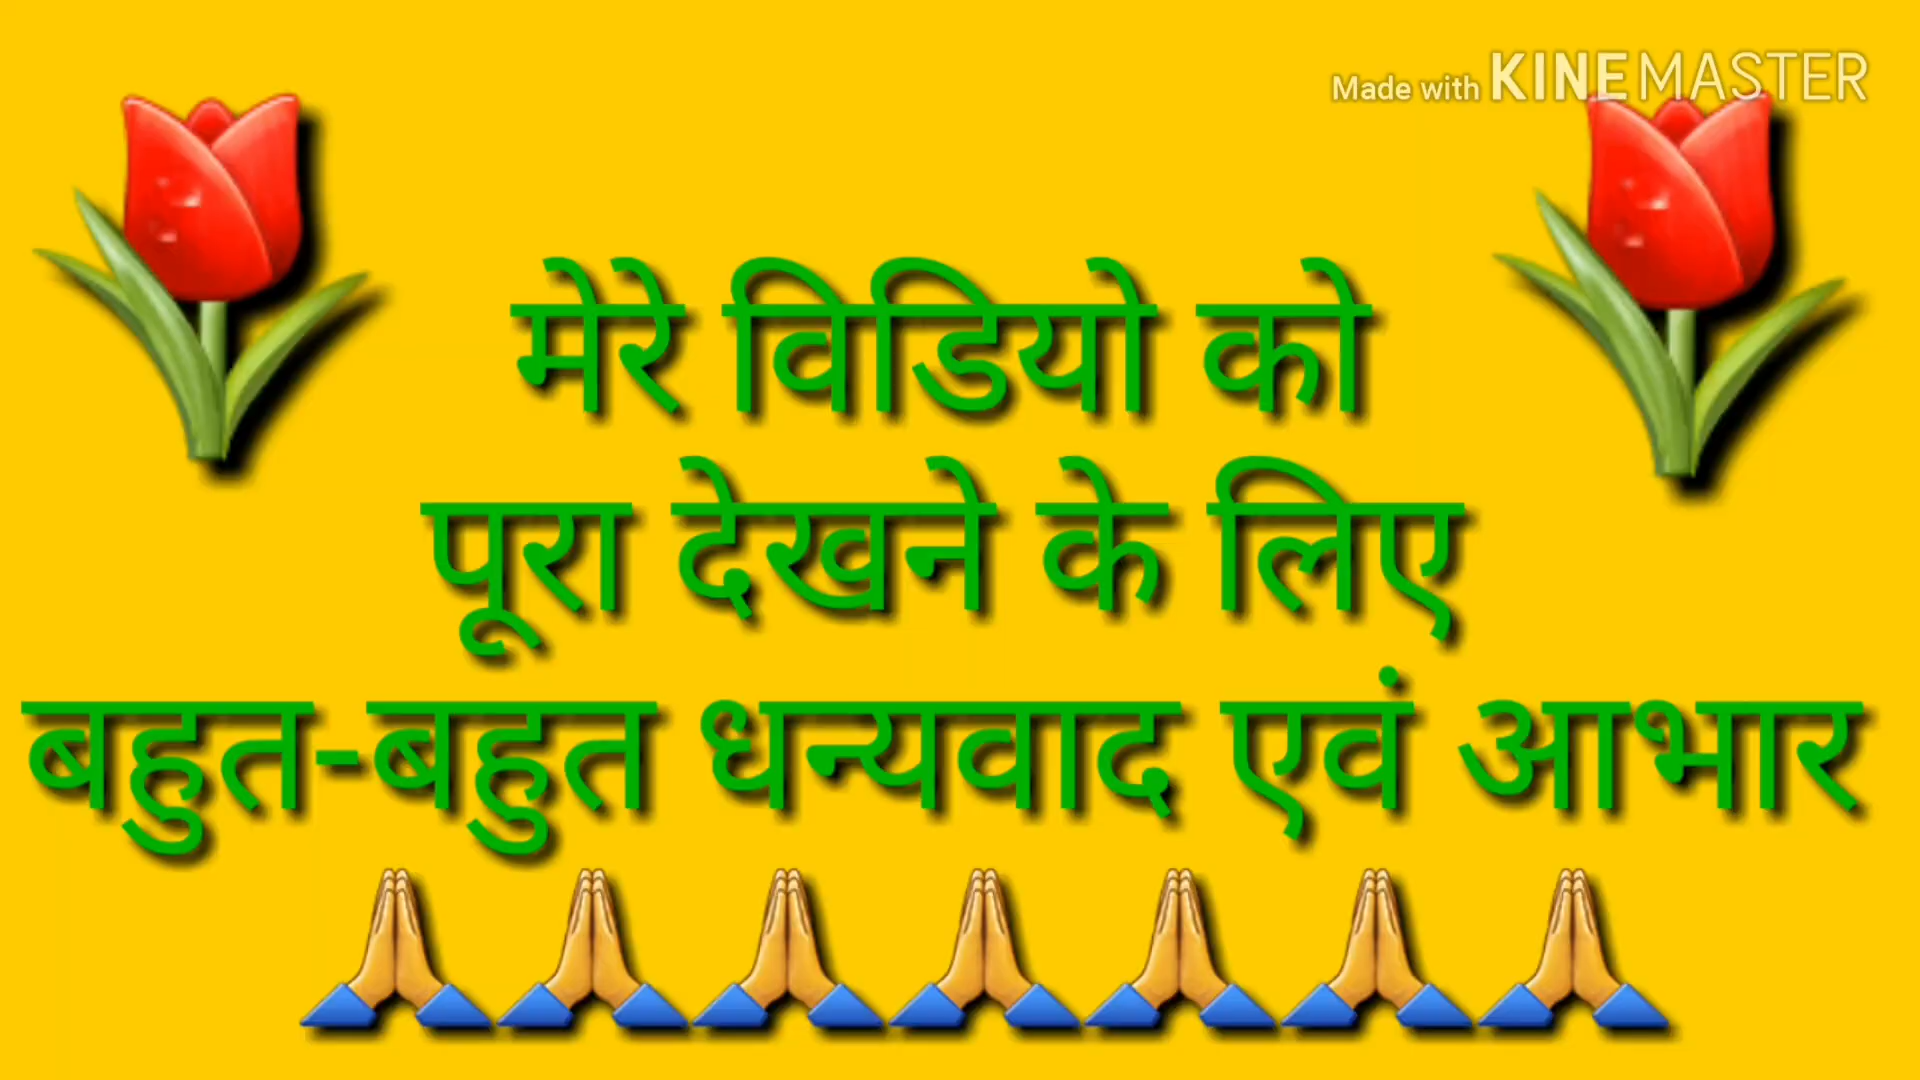 Made with KINEMASTER
मेरे विडियो को
पूरा देखने के लिए
बहुत-बहुत धन्यवाद एवं आभार